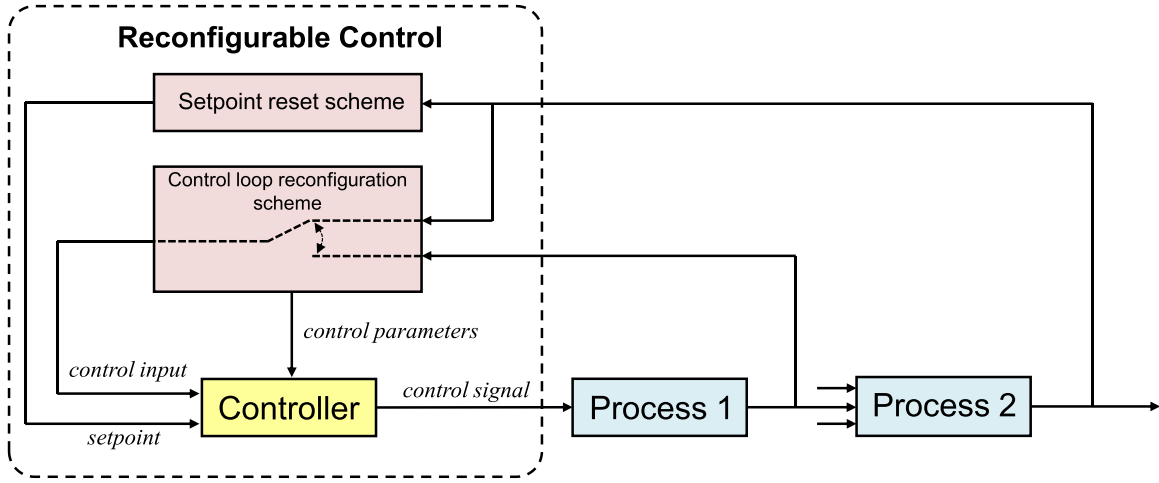 Reconfigurable Control
Setpoint reset scheme
Control loop reconfiguration
scheme
control parameters
control input
control signal
Controller
Process 1
Process 2
setpoint